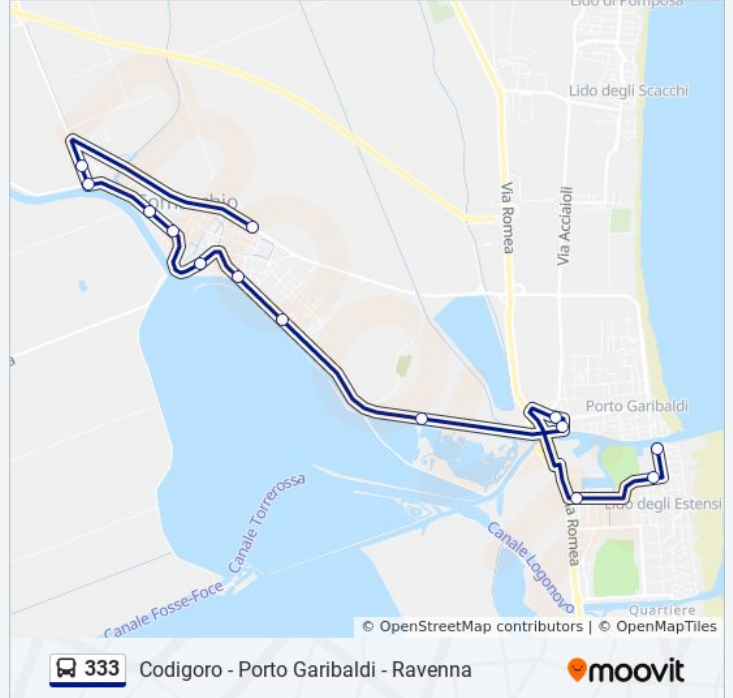 Lido di Pomposa
Lido degli Scacchi
Via Romea
Via Acciaioli
Comacchio
Porto Garibaldi
Lido degli Estensi
Via Romea
Canale Torrerossa
Canale Logonovo
Canale Fosse-Foce
Quartiere
© OpenStreetMap contributors | © OpenMapTiles
333 Codigoro - Porto Garibaldi - Ravenna
moovit